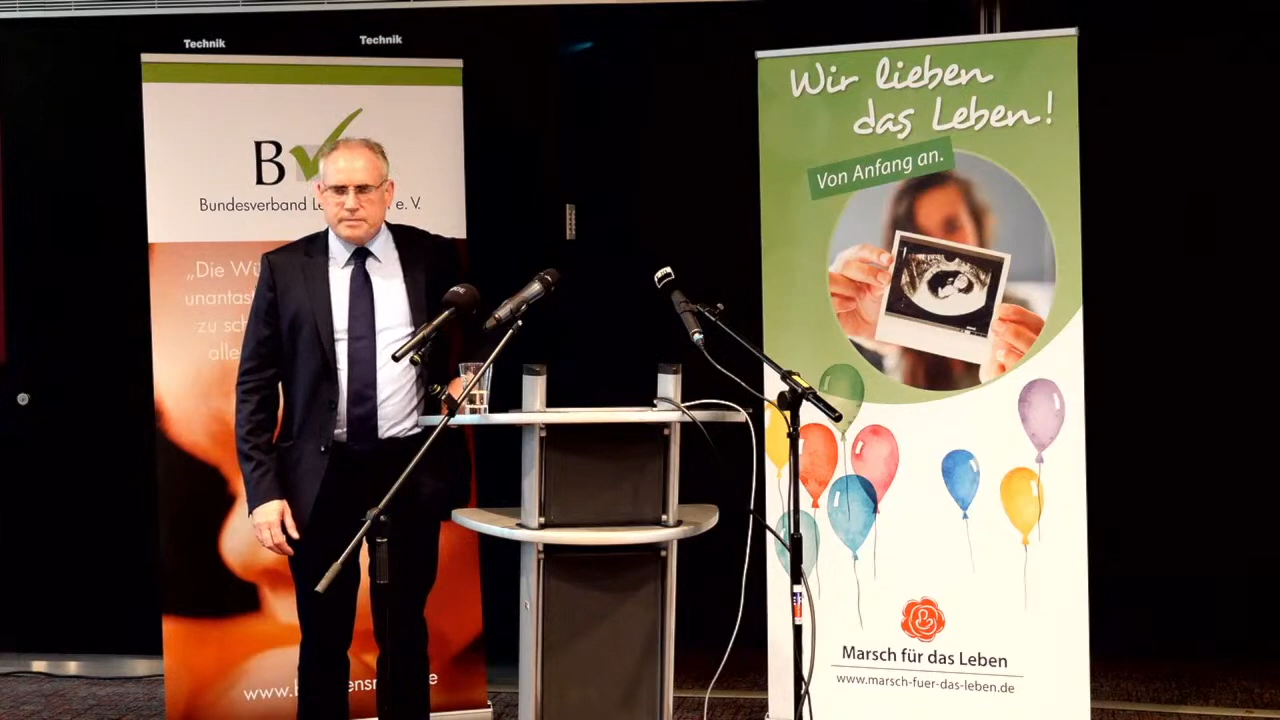 Technik
Technik
B
Bundesverband e. V.
„Die
unantas
zu
alle
www.b
e
Wir lieben
das Leben!
Von Anfang an.
Marsch für das Leben
www.marsch-fuer-das-leben.de